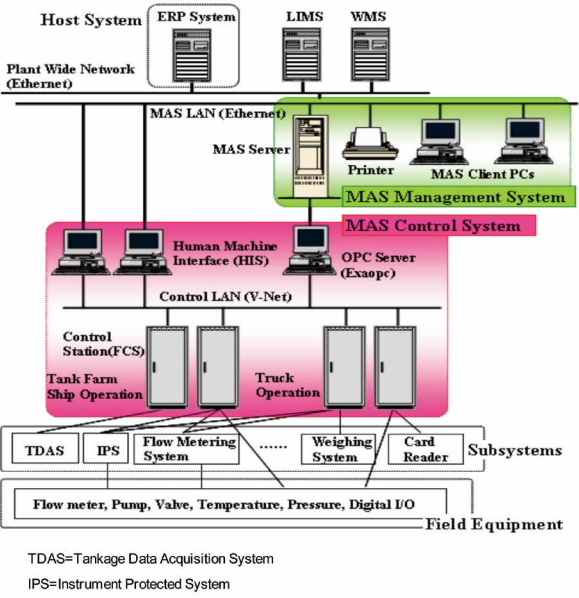 Host System
ERP System
LIMS
WMS
Plant Wide Network
(Ethernet)
MAS LAN (Ethernet)
MAS Server
Printer
MAS Client PCs
MAS Management System
MAS Control System
Human Machine
Interface (HIS)
OPC Server
(Exaopc)
Control LAN (V-Net)
Control
Station(FCS)
Tank Farm
Ship Operation
Truck
Operation
TDAS
IPS
Flow Metering
System
......
Weighing
System
Card
Reader
Subsystems
Flow meter, Pump, Valve, Temperature, Pressure, Digital I/O
Field Equipment
TDAS=Tankage Data Acquisition System
IPS=Instrument Protected System